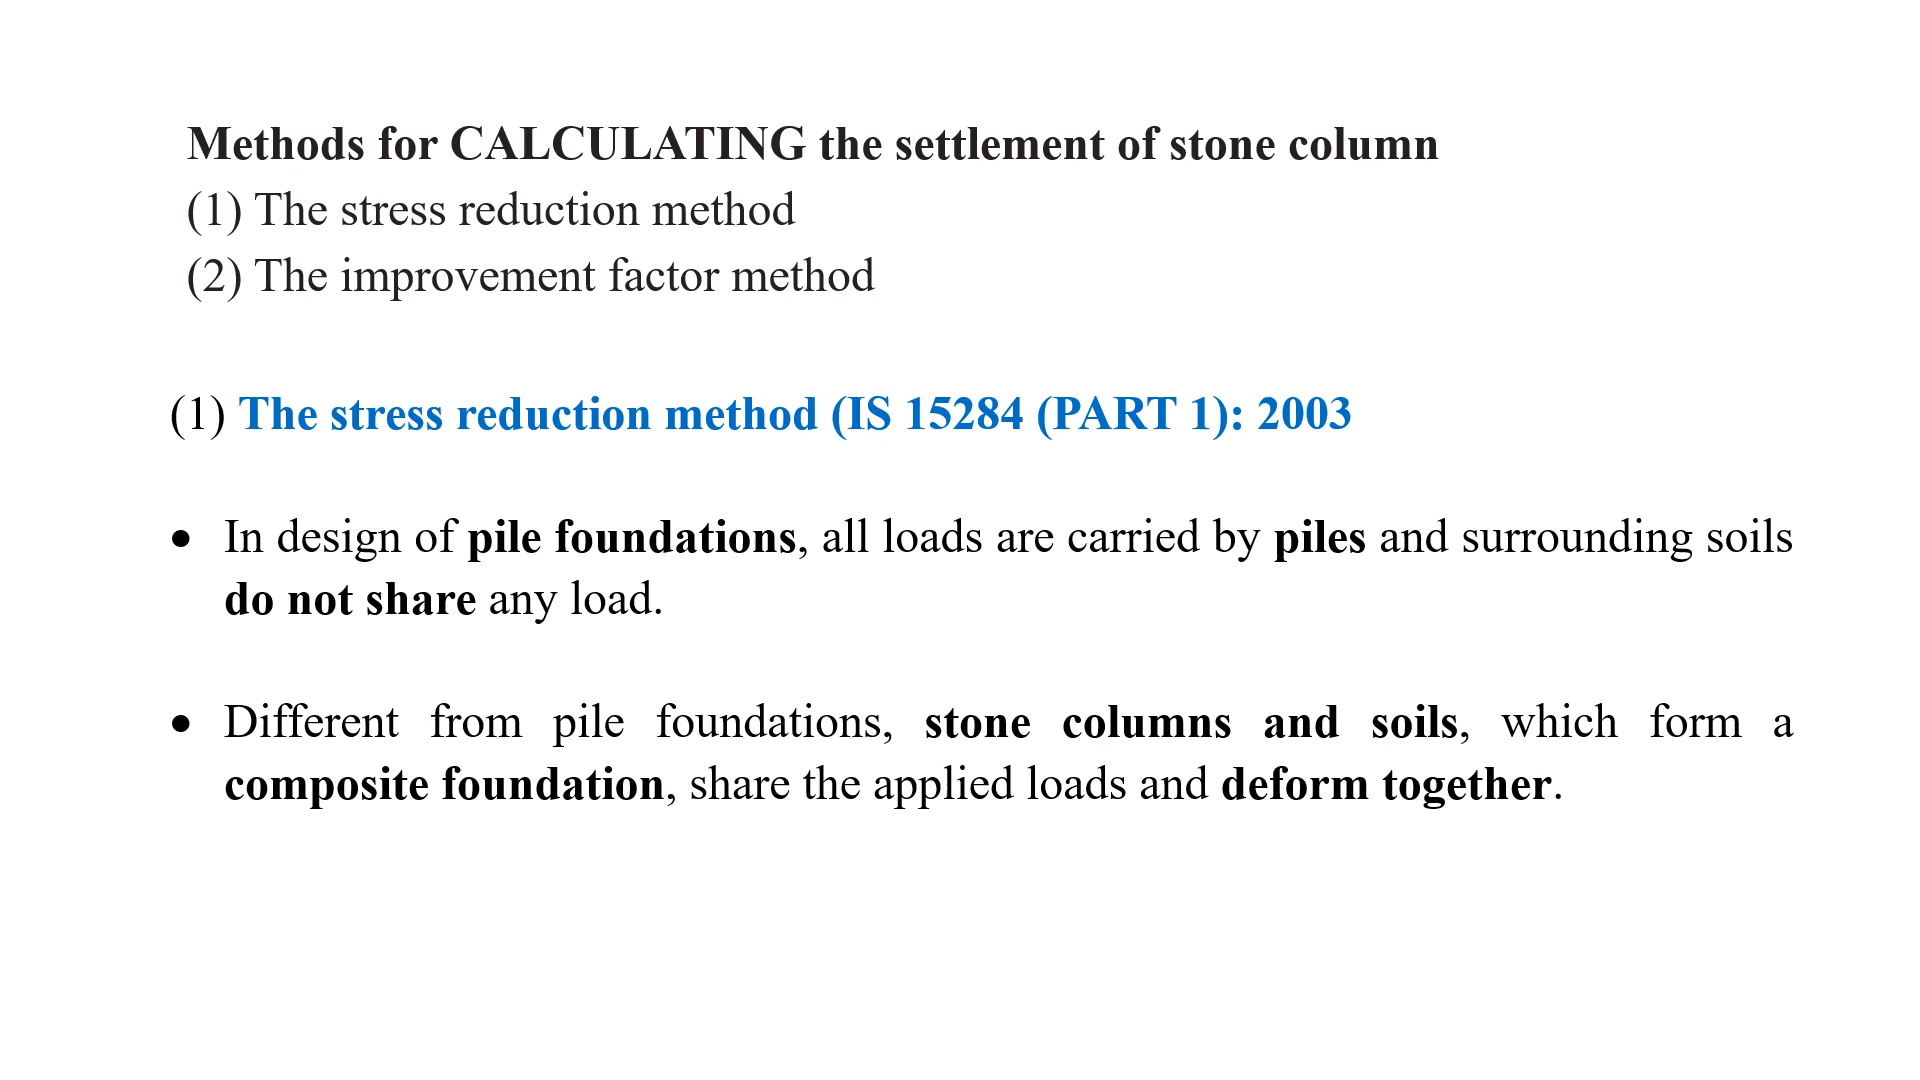 Methods for CALCULATING the settlement of stone column
(1) The stress reduction method
(2) The improvement factor method
(1) The stress reduction method (IS 15284 (PART 1): 2003
• In design of pile foundations, all loads are carried by piles and surrounding soils
do not share any load.
• Different from pile foundations, stone columns and soils, which form a
composite foundation, share the applied loads and deform together.